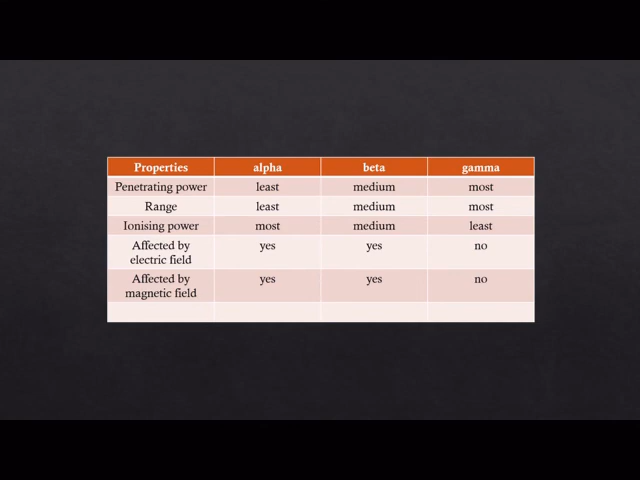 Properties alpha beta gamma
Penetrating power least medium most
Range least medium most
Ionising power most medium least
Affected by yes yes no
electric field
Affected by yes yes no
magnetic field